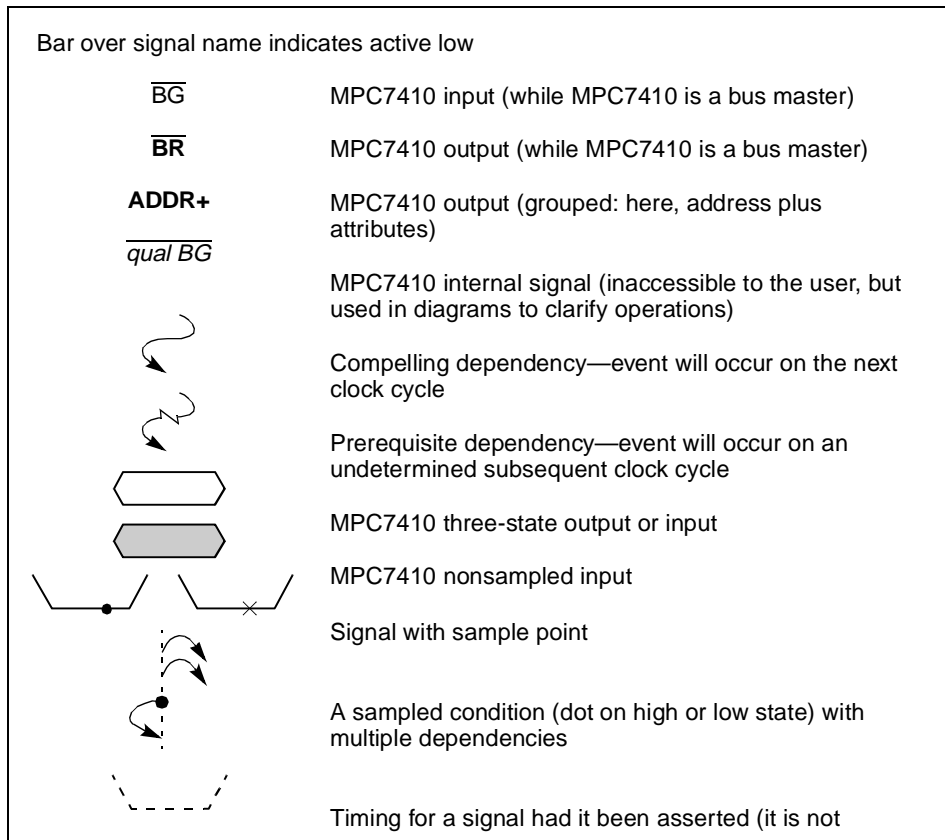 Bar over signal name indicates active low
BG MPC7410 input (while MPC7410 is a bus master)
BR MPC7410 output (while MPC7410 is a bus master)
ADDR+ MPC7410 output (grouped: here, address plus
attributes)
qual BG
MPC7410 internal signal (inaccessible to the user, but
used in diagrams to clarify operations)
Compelling dependency—event will occur on the next
clock cycle
Prerequisite dependency—event will occur on an
undetermined subsequent clock cycle
MPC7410 three-state output or input
MPC7410 nonsampled input
Signal with sample point
A sampled condition (dot on high or low state) with
multiple dependencies
Timing for a signal had it been asserted (it is not